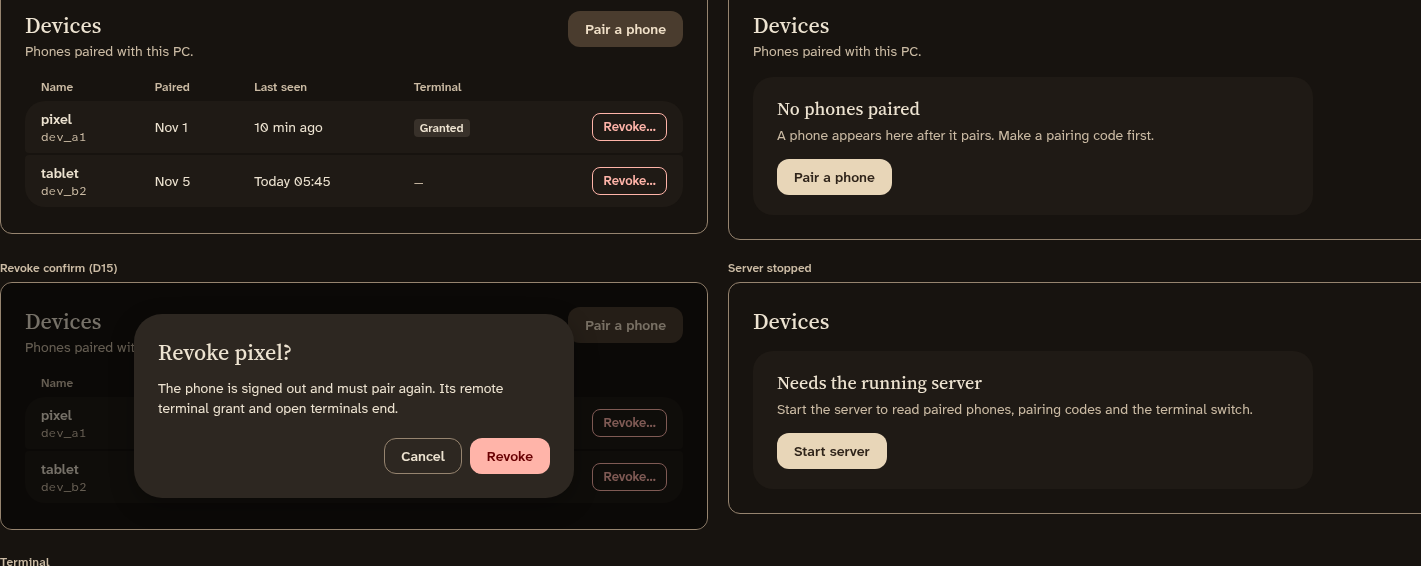 Devices
Pair a phone
Phones paired with this PC.
Name Paired Last seen Terminal
pixel
dev_a1
Nov 1
10 min ago
Granted
Revoke…
tablet
dev_b2
Nov 5
Today 05:45
—
Revoke…
Devices
Phones paired with this PC.
No phones paired
A phone appears here after it pairs. Make a pairing code first.
Pair a phone
Revoke confirm (D15)
Devices
Pair a phone
Phones paired wit
Name
pixel
dev_a1
Revoke…
tablet
dev_b2
Revoke…
Revoke pixel?
The phone is signed out and must pair again. Its remote
terminal grant and open terminals end.
Cancel
Revoke
Server stopped
Devices
Needs the running server
Start the server to read paired phones, pairing codes and the terminal switch.
Start server
Terminal